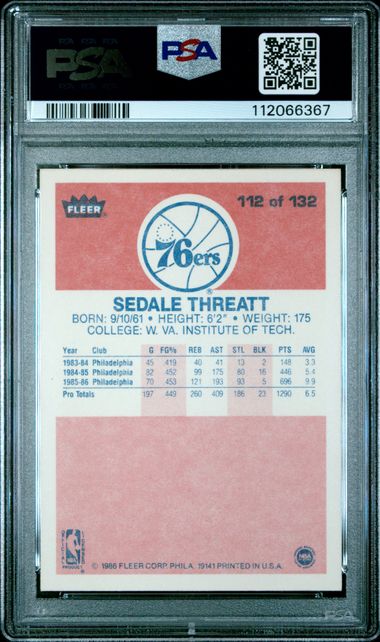 PSA
PSA
112066367
FLEER
112 of 132
76ers
SEDALE THREATT
BORN: 9/10/61 • HEIGHT: 6'2" • WEIGHT: 175
COLLEGE: W. VA. INSTITUTE OF TECH.
Year Club G FG% REB AST STL BLK PTS AVG
1983-84 Philadelphia 45 419 40 41 13 2 148 3.3
1984-85 Philadelphia 82 452 99 175 80 16 446 5.4
1985-86 Philadelphia 70 453 121 193 93 5 696 9.9
Pro Totals 197 449 260 409 186 23 1290 6.5
NBA
PRODUCT
© 1986 FLEER CORP. PHILA. 19141 PRINTED IN U.S.A.
NBA